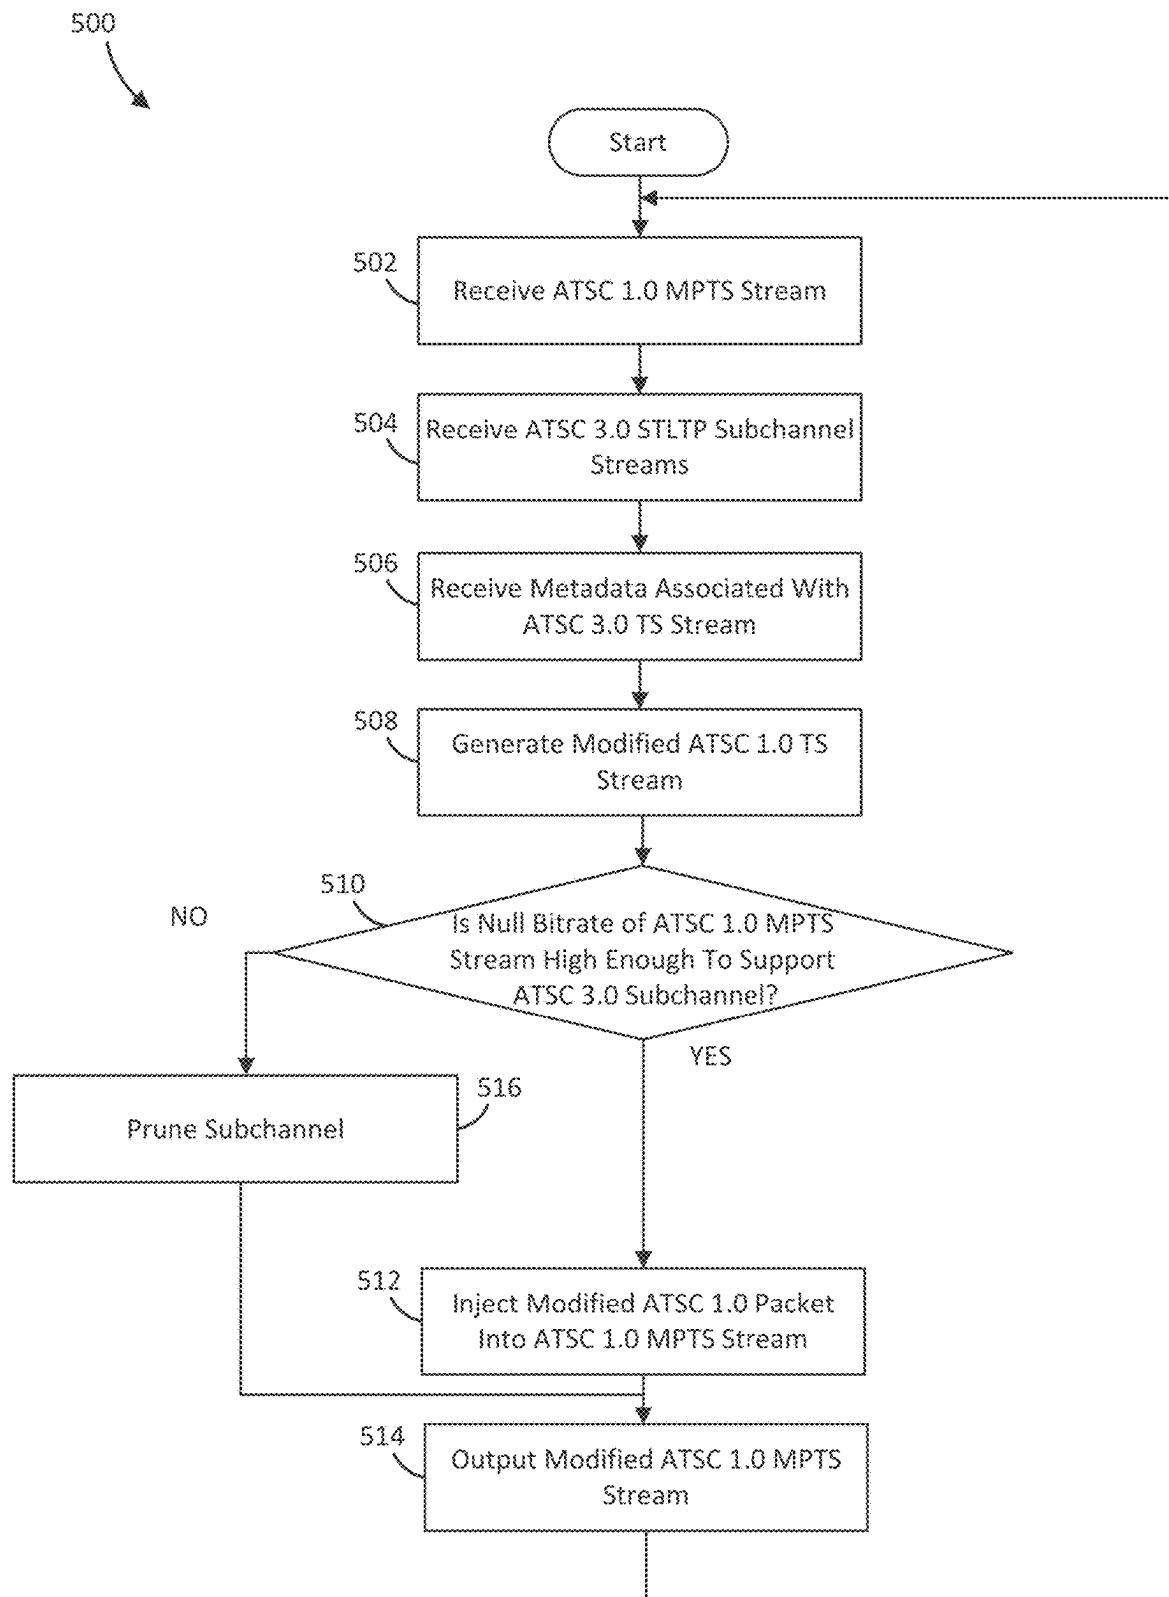 500
Start
502
Receive ATSC 1.0 MPTS Stream
504
Receive ATSC 3.0 STLTP Subchannel
Streams
506
Receive Metadata Associated With
ATSC 3.0 TS Stream
508
Generate Modified ATSC 1.0 TS
Stream
510
NO
Is Null Bitrate of ATSC 1.0 MPTS
Stream High Enough To Support
ATSC 3.0 Subchannel?
YES
516
Prune Subchannel
512
Inject Modified ATSC 1.0 Packet
Into ATSC 1.0 MPTS Stream
514
Output Modified ATSC 1.0 MPTS
Stream